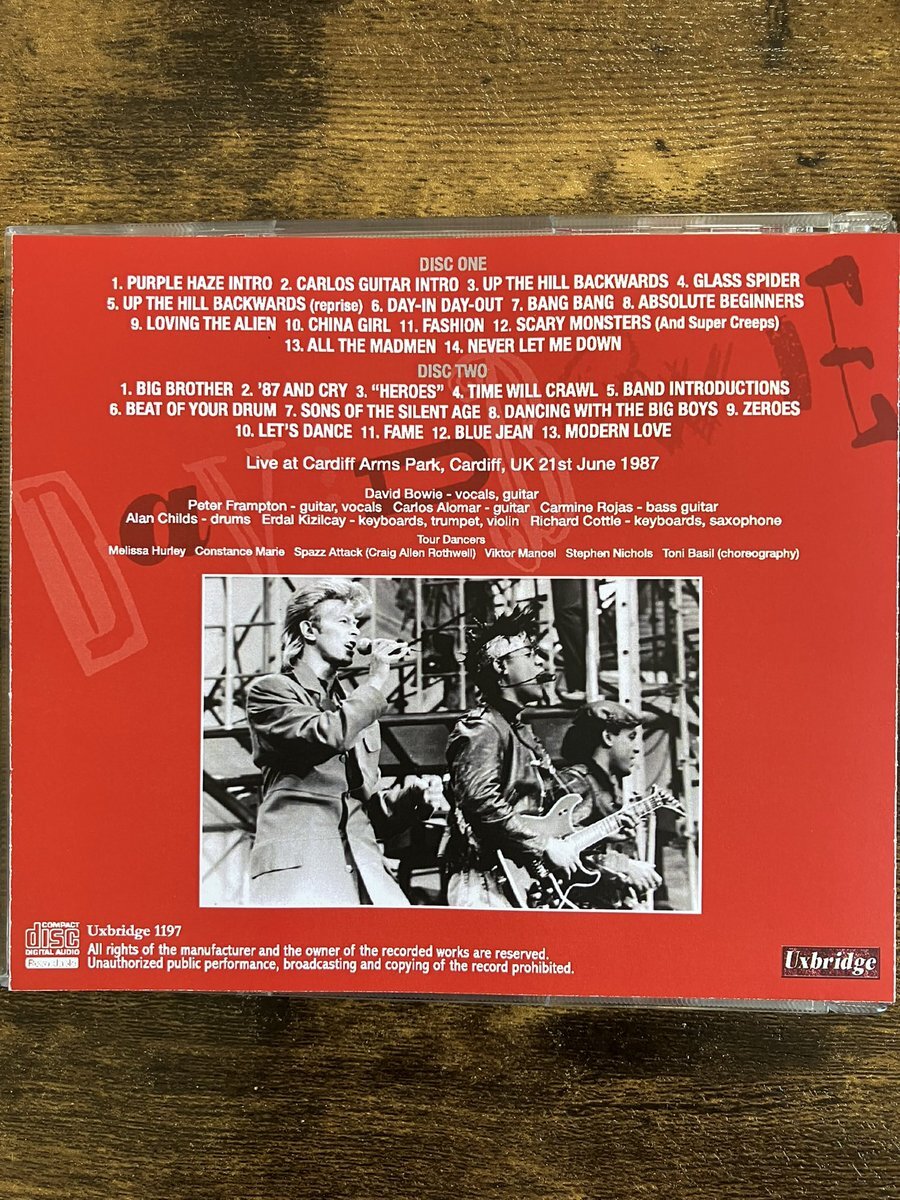 DISC ONE
1. PURPLE HAZE INTRO 2. CARLOS GUITAR INTRO 3. UP THE HILL BACKWARDS 4. GLASS SPIDER
5. UP THE HILL BACKWARDS (reprise) 6. DAY-IN DAY-OUT 7. BANG BANG 8. ABSOLUTE BEGINNERS
9. LOVING THE ALIEN 10. CHINA GIRL 11. FASHION 12. SCARY MONSTERS (And Super Creeps)
13. ALL THE MADMEN 14. NEVER LET ME DOWN
DISC TWO
1. BIG BROTHER 2. '87 AND CRY 3. “HEROES” 4. TIME WILL CRAWL 5. BAND INTRODUCTIONS
6. BEAT OF YOUR DRUM 7. SONS OF THE SILENT AGE 8. DANCING WITH THE BIG BOYS 9. ZEROES
10. LET'S DANCE 11. FAME 12. BLUE JEAN 13. MODERN LOVE
Live at Cardiff Arms Park, Cardiff, UK 21st June 1987
David Bowie - vocals, guitar
Peter Frampton - guitar, vocals Carlos Alomar - guitar Carmine Rojas - bass guitar
Alan Childs - drums Erdal Kizilcay - keyboards, trumpet, violin Richard Cottle - keyboards, saxophone
Tour Dancers
Melissa Hurley Constance Marie Spazz Attack (Craig Allen Rothwell) Viktor Manoel Stephen Nichols Toni Basil (choreography)
COMPACT
disc
DIGITAL AUDIO
Recordable
Uxbridge 1197
All rights of the manufacturer and the owner of the recorded works are reserved.
Unauthorized public performance, broadcasting and copying of the record prohibited.
Uxbridge